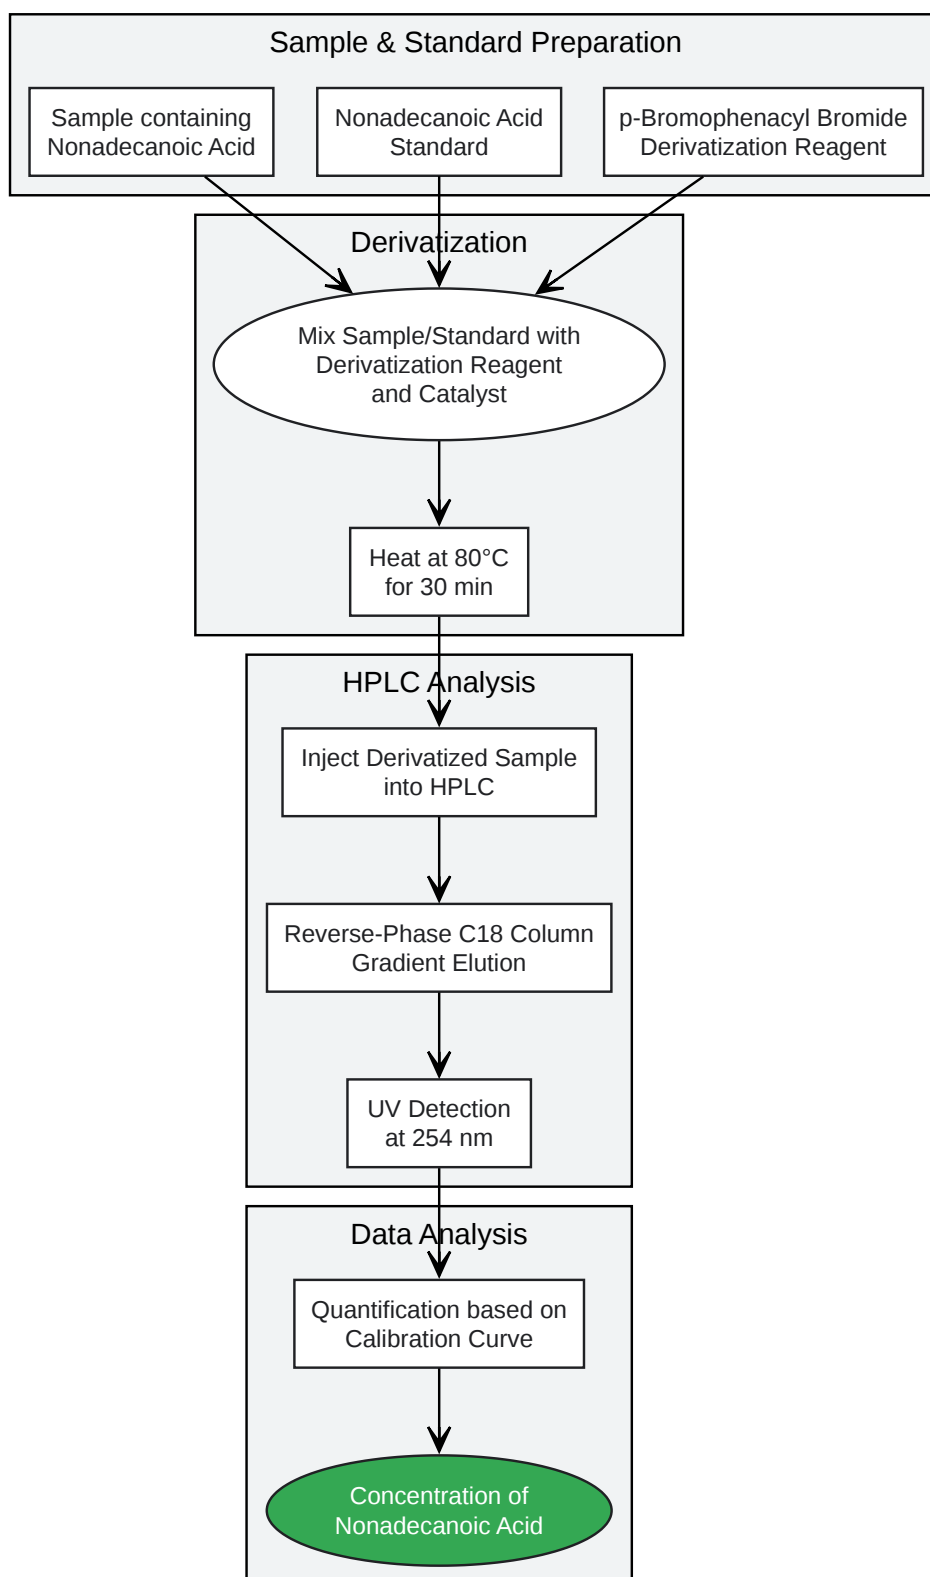 Sample & Standard Preparation
Sample containing
Nonadecanoic Acid
Nonadecanoic Acid
Standard
p-Bromophenacyl Bromide
Derivatization Reagent
Derivatization
Mix Sample/Standard with
Derivatization Reagent
and Catalyst
Heat at 80°C
for 30 min
HPLC Analysis
Inject Derivatized Sample
into HPLC
Reverse-Phase C18 Column
Gradient Elution
UV Detection
at 254 nm
Data Analysis
Quantification based on
Calibration Curve
Concentration of
Nonadecanoic Acid